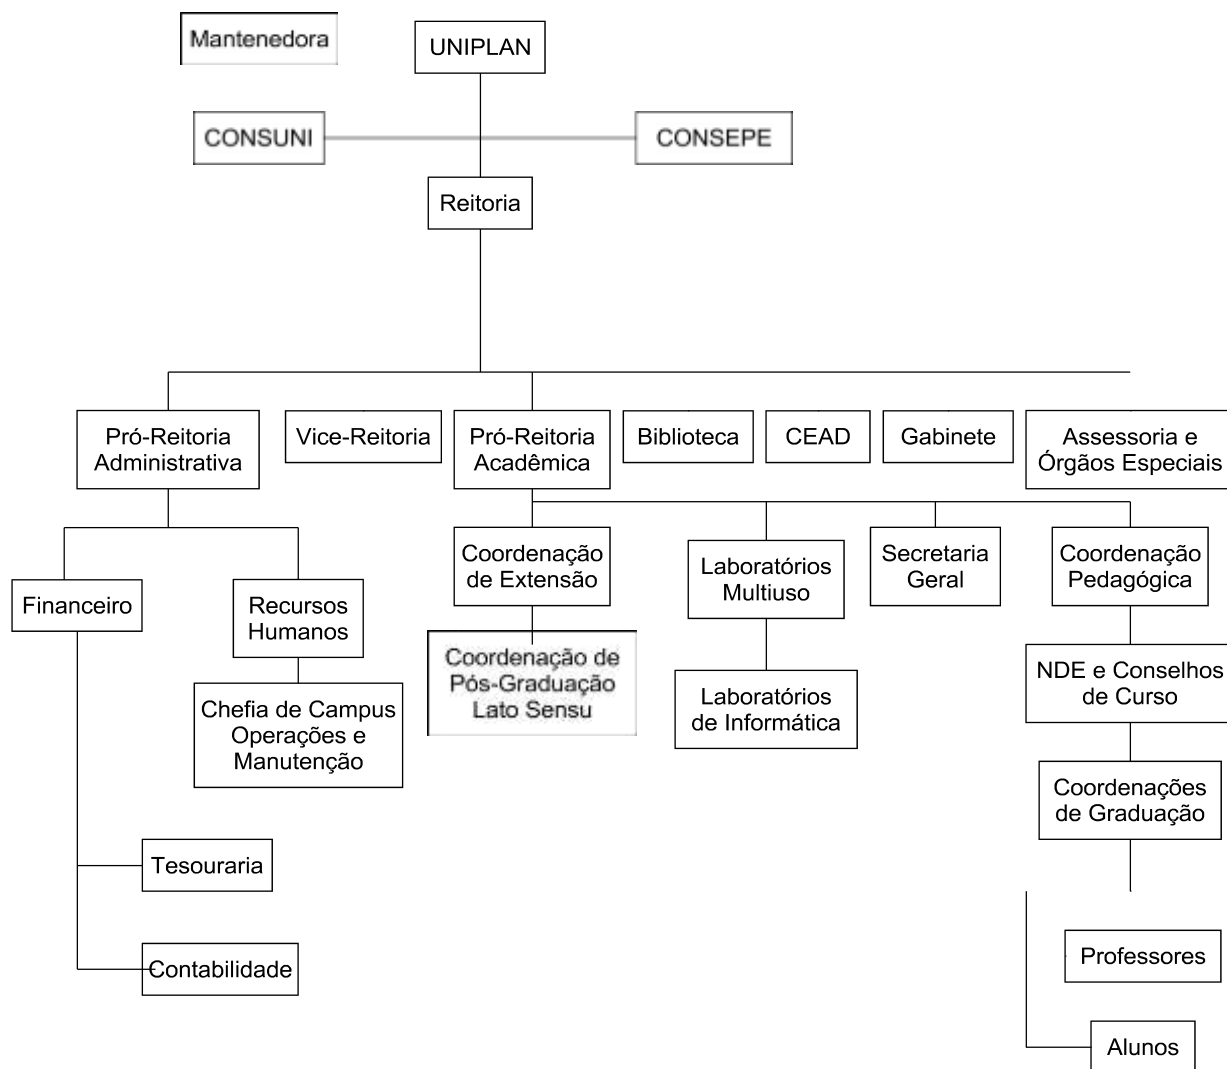 Mantenedora
UNIPLAN
CONSUNI
CONSEPE
Reitoria
Pró-Reitoria
Administrativa
Vice-Reitoria
Pró-Reitoria
Acadêmica
Biblioteca
CEAD
Gabinete
Assessoria e
Órgãos Especiais
Financeiro
Recursos
Humanos
Coordenação
de Extensão
Laboratórios
Multiuso
Secretaria
Geral
Coordenação
Pedagógica
Chefia de Campus
Operações e
Manutenção
Coordenação de
Pós-Graduação
Lato Sensu
Laboratórios
de Informática
NDE e Conselhos
de Curso
Coordenações
de Graduação
Tesouraria
Contabilidade
Professores
Alunos